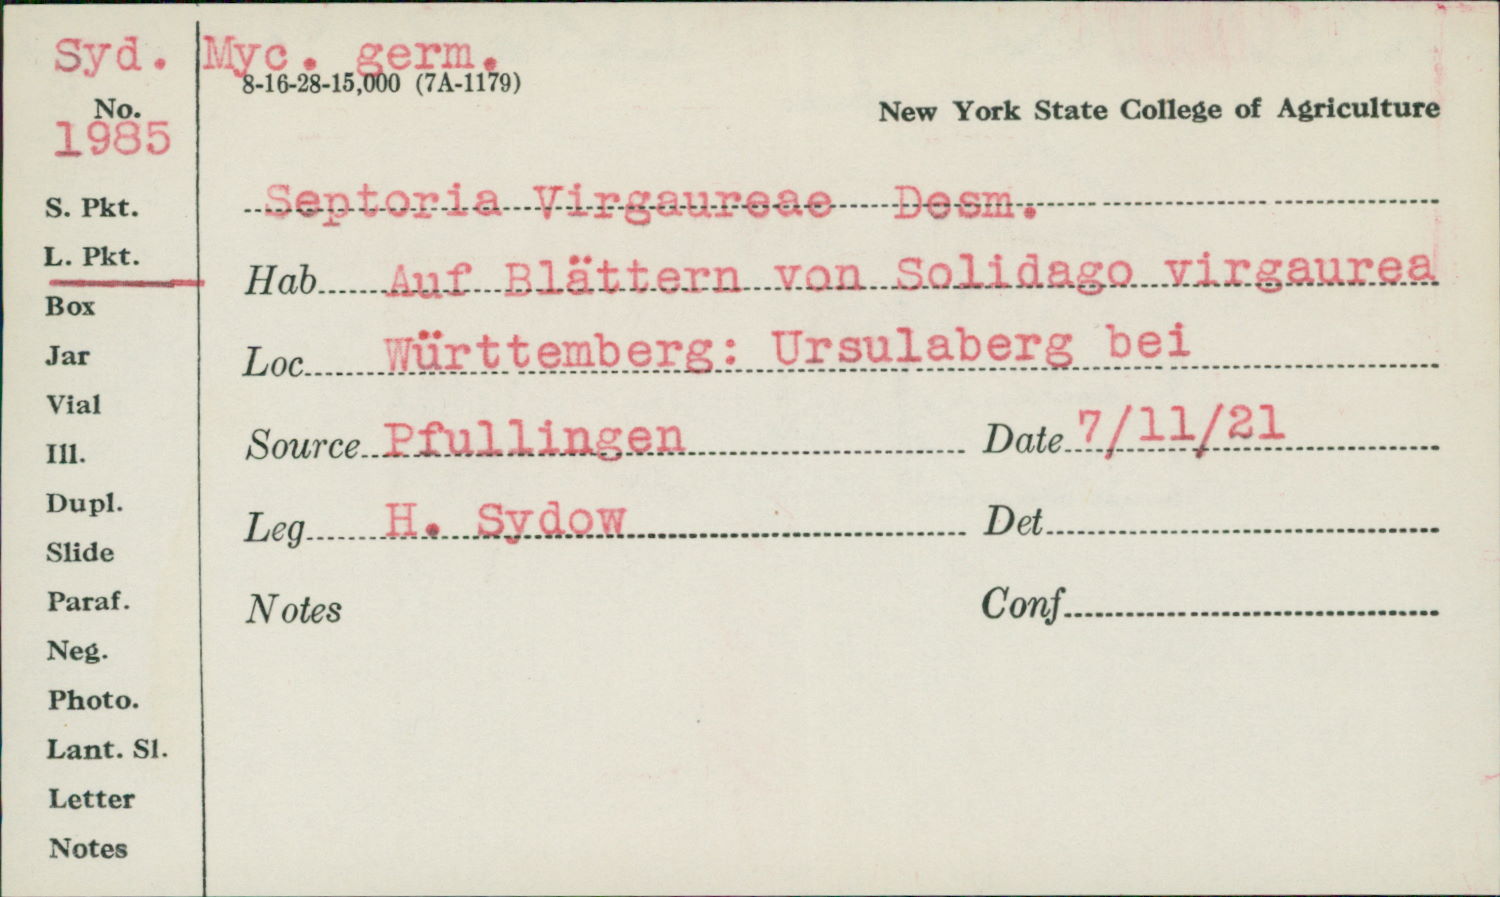 Syd. Myc. germ.
8-16-28-15,000 (7A-1179)
No.
1985
New York State College of Agriculture
S. Pkt.
L. Pkt.
Box
Jar
Vial
Ill.
Dupl.
Slide
Paraf.
Neg.
Photo.
Lant. Sl.
Letter
Notes
Septoria Virgaureae Desm.
Hab. Auf Blättern von Solidago virgaurea
Loc. Württemberg: Ursulaberg bei
Source Pfullingen Date 7/11/21
Leg. H. Sydow Det.
Notes Conf.